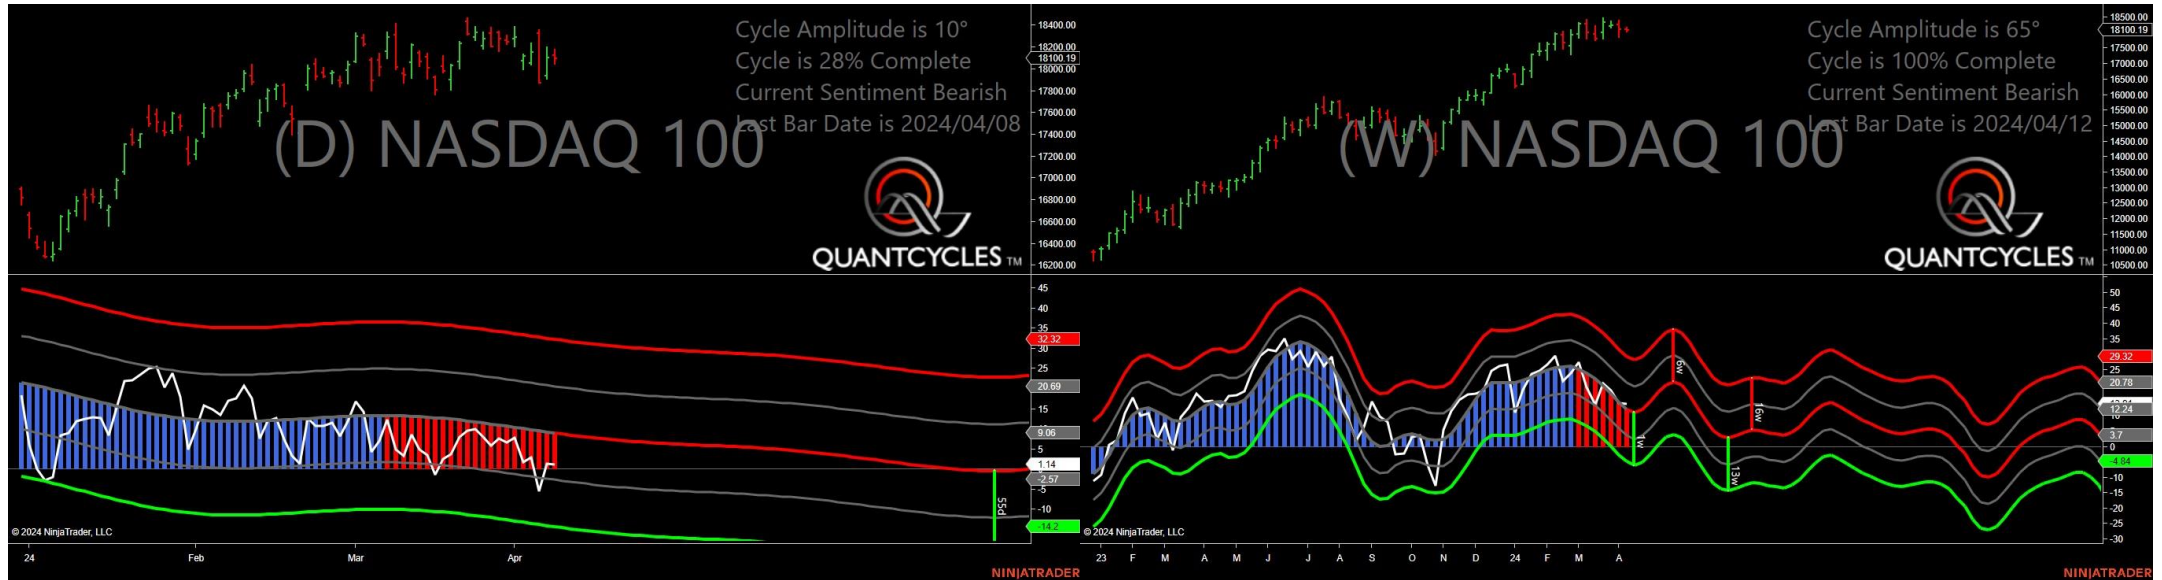 Cycle Amplitude is 10°
Cycle is 28% Complete
Current Sentiment Bearish
Last Bar Date is 2024/04/08
(D) NASDAQ 100
QUANTCYCLES TM
18400.00
18200.00
18100.19
18000.00
17800.00
17600.00
17400.00
17200.00
17000.00
16800.00
16600.00
16400.00
16200.00
45
40
35
32.32
30
25
20.69
15
9.06
5
1.14
-2.57
-5
-10
-14.2
55d
© 2024 NinjaTrader, LLC
24 Feb Mar Apr
NINJATRADER
Cycle Amplitude is 65°
Cycle is 100% Complete
Current Sentiment Bearish
Last Bar Date is 2024/04/12
(W) NASDAQ 100
QUANTCYCLES TM
18500.00
18100.19
17500.00
17000.00
16500.00
16000.00
15500.00
15000.00
14500.00
14000.00
13500.00
13000.00
12500.00
12000.00
11500.00
11000.00
10500.00
50
45
40
35
29.32
25
20.78
12.24
3.7
0
-4.84
-10
-15
-20
-25
-30
6w
16w
1w
13w
© 2024 NinjaTrader, LLC
23 F M A M J J A S O N D 24 F M A
NINJATRADER